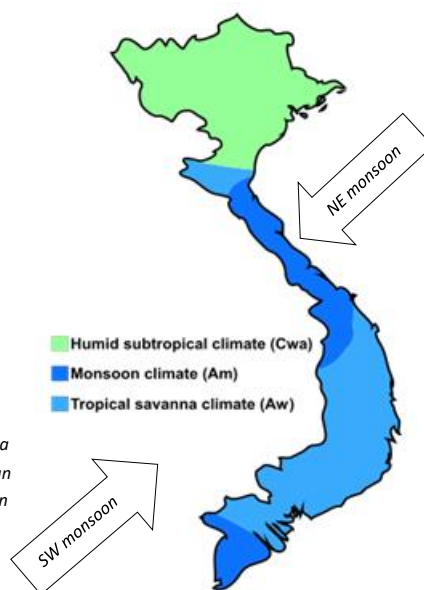 NE monsoon
Humid subtropical climate (Cwa)
Monsoon climate (Am)
Tropical savanna climate (Aw)
SW monsoon